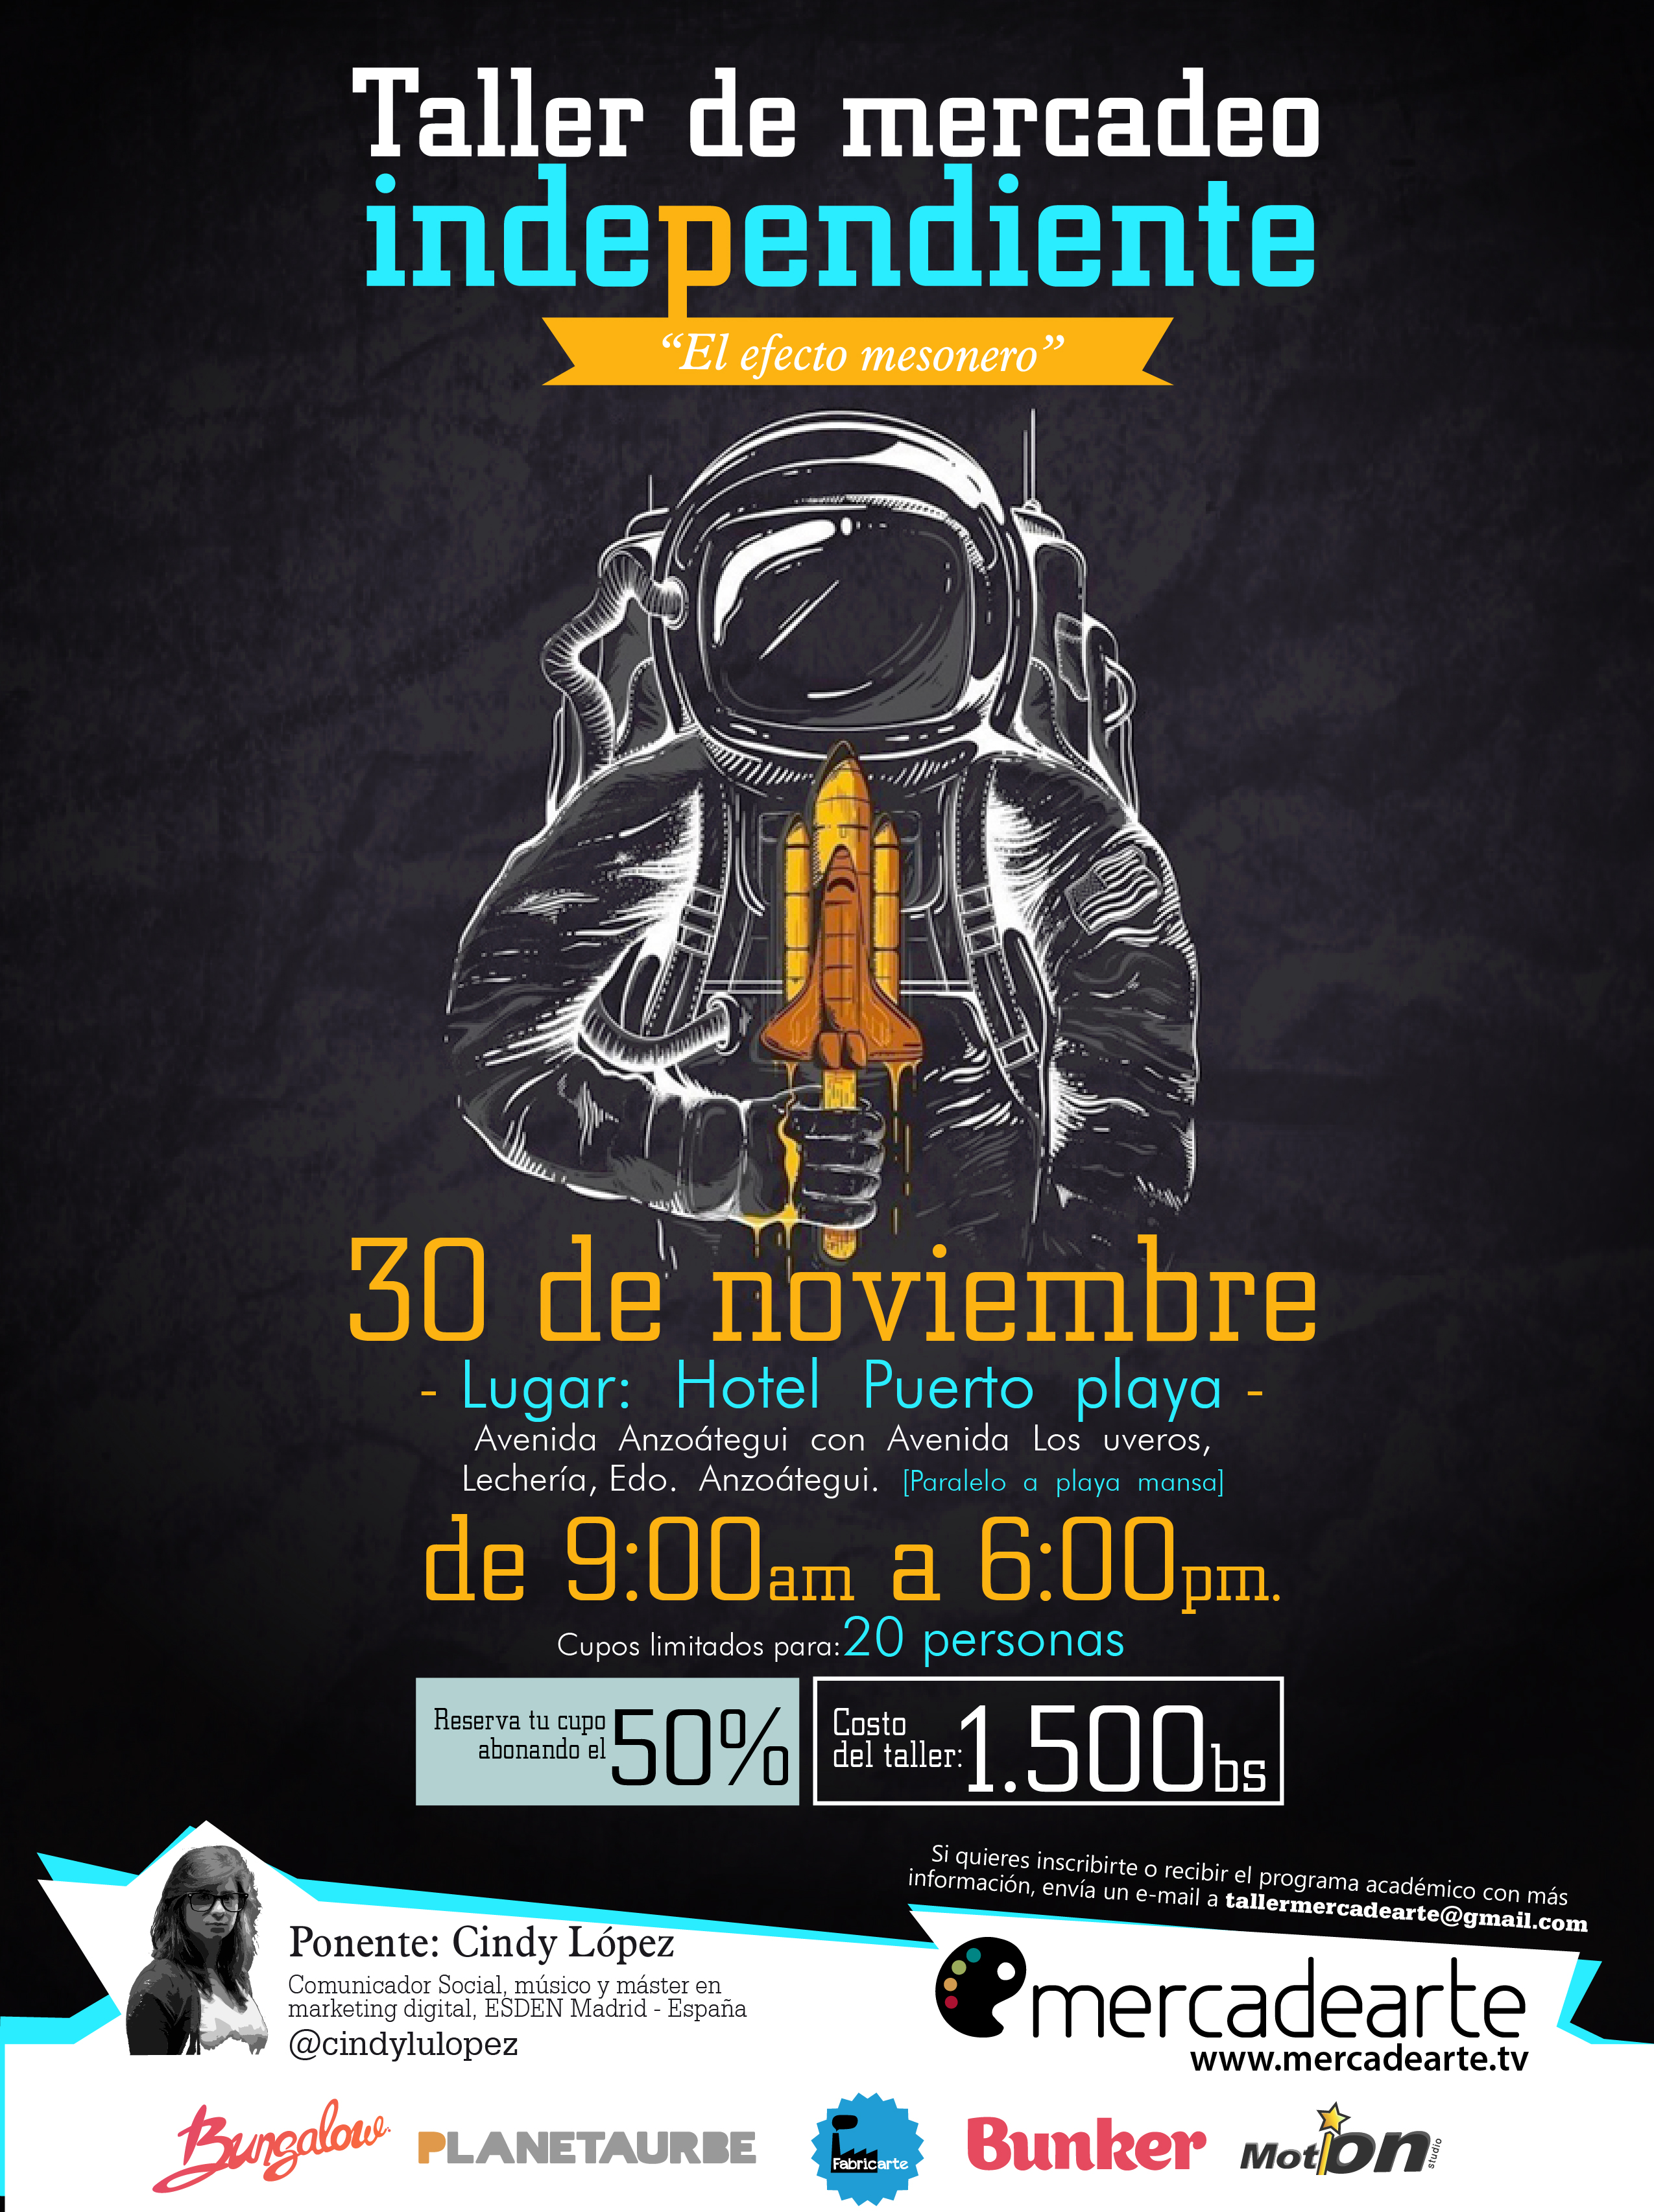 Taller de mercadeo
independiente
“El efecto mesonero”
30 de noviembre
- Lugar: Hotel Puerto playa -
Avenida Anzoátegui con Avenida Los uveros,
Lechería, Edo. Anzoátegui. [Paralelo a playa mansa]
de 9:00am a 6:00pm.
Cupos limitados para: 20 personas
Reserva tu cupo
abonando el 50%
Costo
del taller: 1.500bs
Si quieres inscribirte o recibir el programa académico con más
información, envía un e-mail a tallermercadearte@gmail.com
Ponente: Cindy López
Comunicador Social, músico y máster en
marketing digital, ESDEN Madrid - España
@cindylulopez
mercadearte
www.mercadearte.tv
Bungalow.
PLANETAURBE
Fabricarte
Bunker
Motion
studio